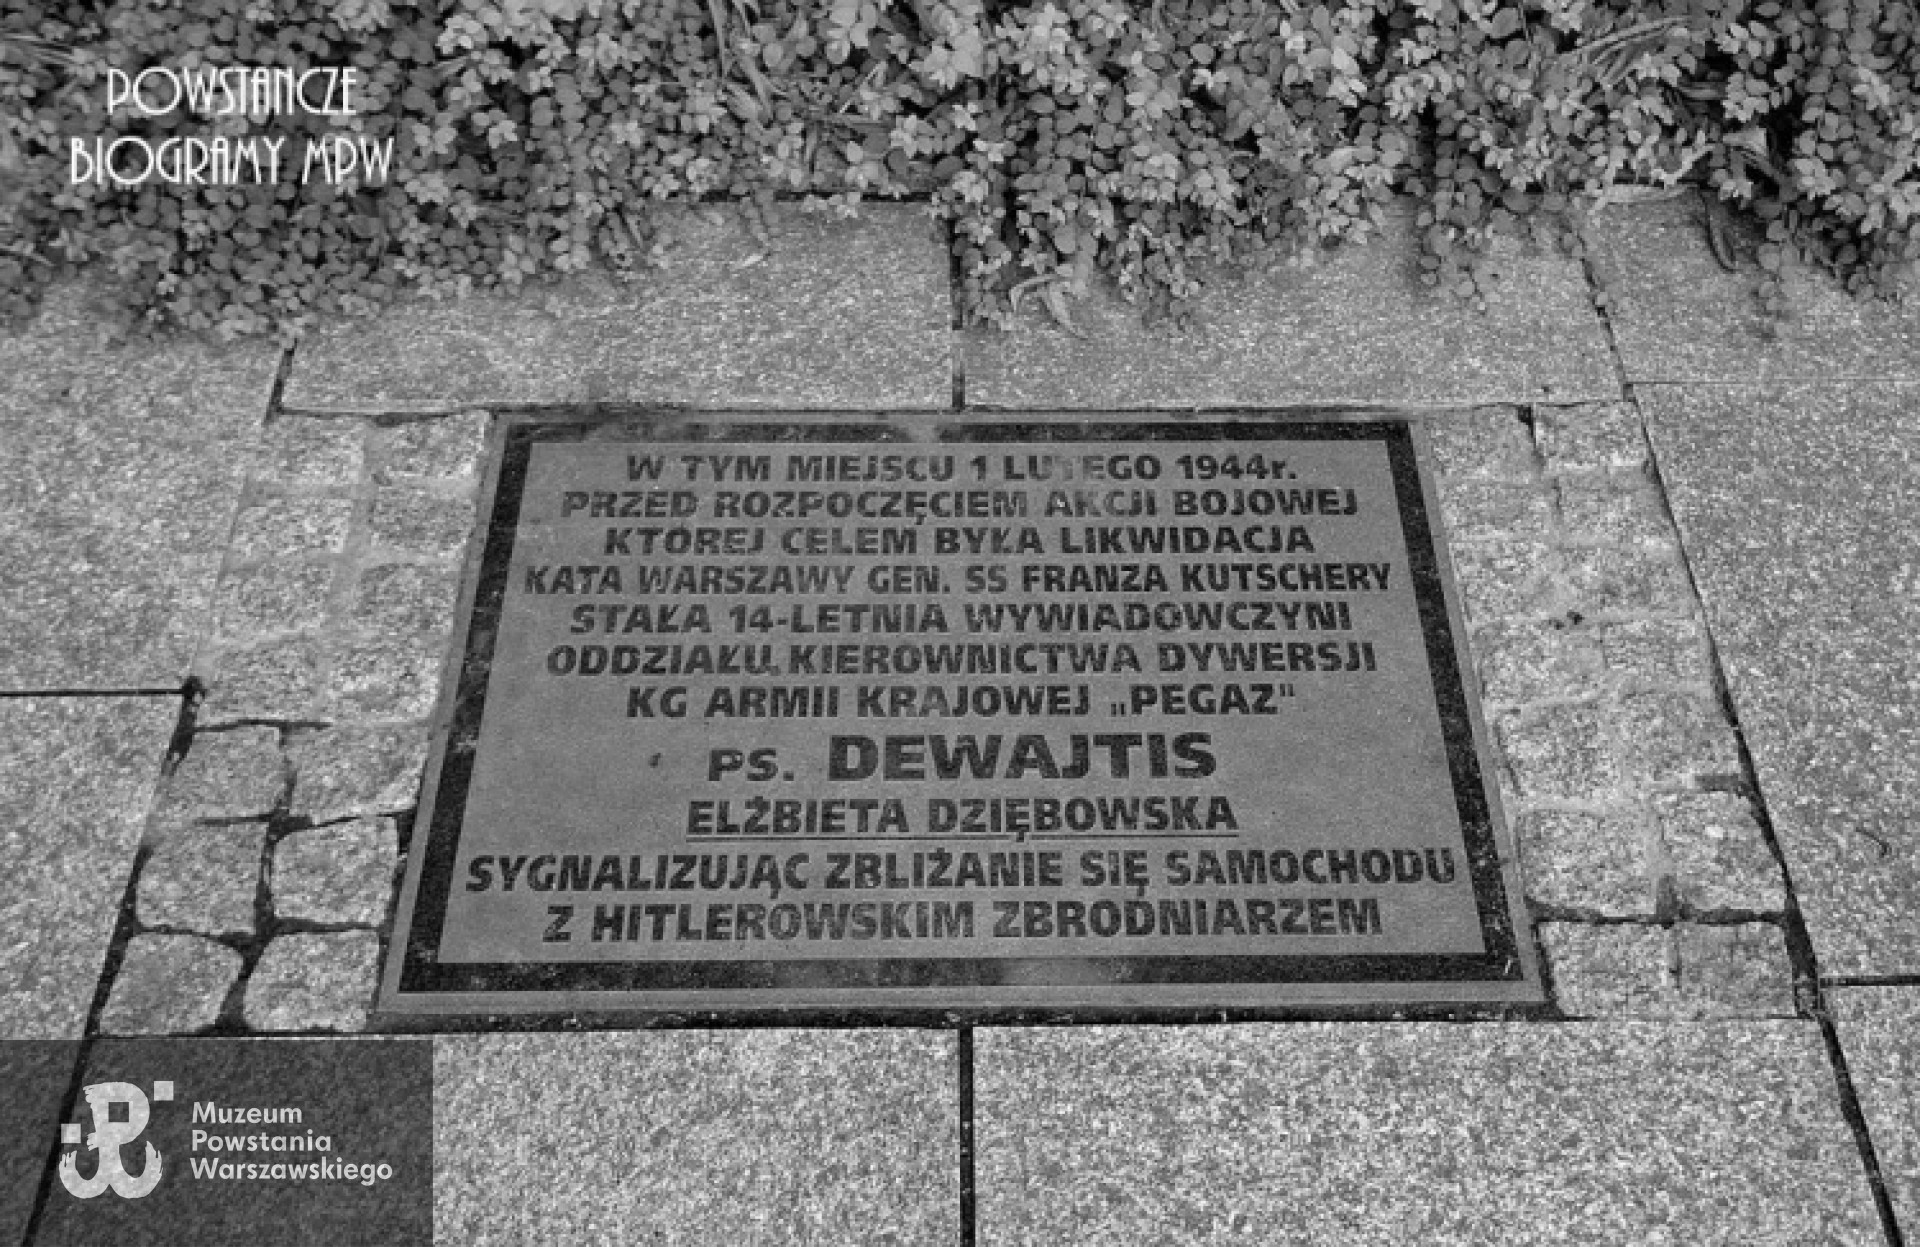 POWSTAŃCZE
BIOGRAMY MPW
W TYM MIEJSCU 1 LUTEGO 1944r.
PRZED ROZPOCZĘCIEM AKCJI BOJOWEJ
KTÓREJ CELEM BYŁA LIKWIDACJA
KATA WARSZAWY GEN. SS FRANZA KUTSCHERY
STAŁA 14-LETNIA WYWIADOWCZYNI
ODDZIAŁU KIEROWNICTWA DYWERSJI
KG ARMII KRAJOWEJ „PEGAZ"
PS. DEWAJTIS
ELŻBIETA DZIĘBOWSKA
SYGNALIZUJĄC ZBLIŻANIE SIĘ SAMOCHODU
Z HITLEROWSKIM ZBRODNIARZEM
Muzeum
Powstania
Warszawskiego